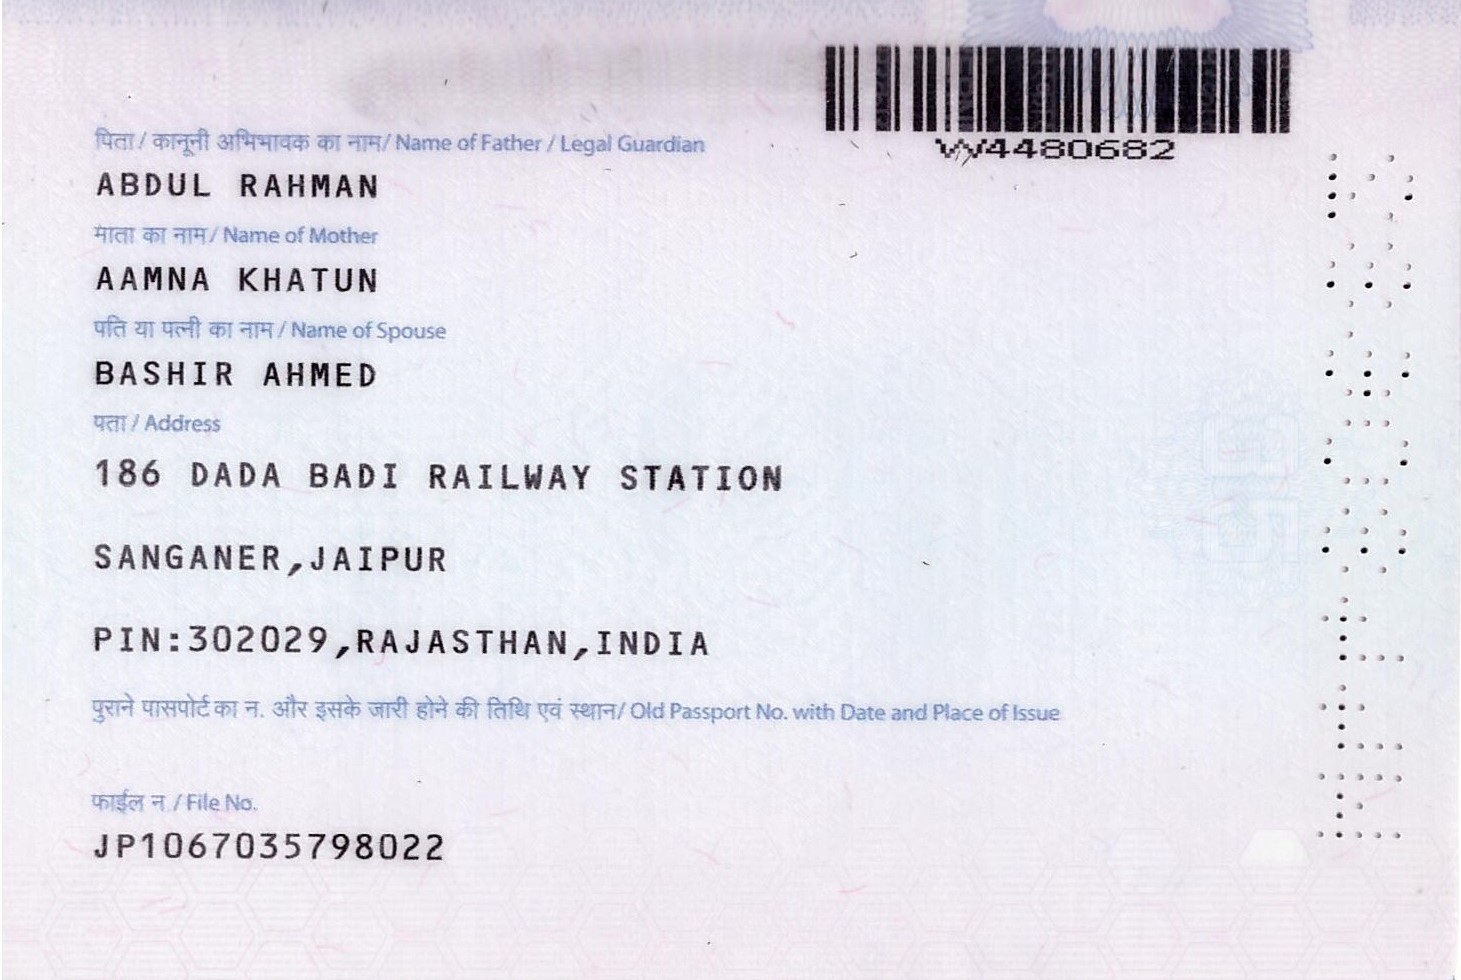 W4480682
पिता / कानूनी अभिभावक का नाम / Name of Father / Legal Guardian
ABDUL RAHMAN
माता का नाम / Name of Mother
AAMNA KHATUN
पति या पत्नी का नाम / Name of Spouse
BASHIR AHMED
पता / Address
186 DADA BADI RAILWAY STATION
SANGANER,JAIPUR
PIN:302029,RAJASTHAN,INDIA
पुराने पासपोर्ट का न. और इसके जारी होने की तिथि एवं स्थान/ Old Passport No. with Date and Place of Issue
फाईल न / File No.
JP1067035798022